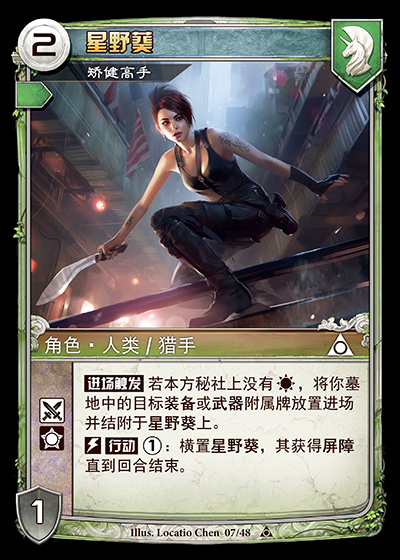 2
星野葵
矫健高手
角色·人类/猎手
进场触发 若本方秘社上没有，将你墓
地中的目标装备或武器附属牌放置进场
并结附于星野葵上。
行动 ①：横置星野葵，其获得屏障
直到回合结束。
1
Illus. Locatio Chen 07/48